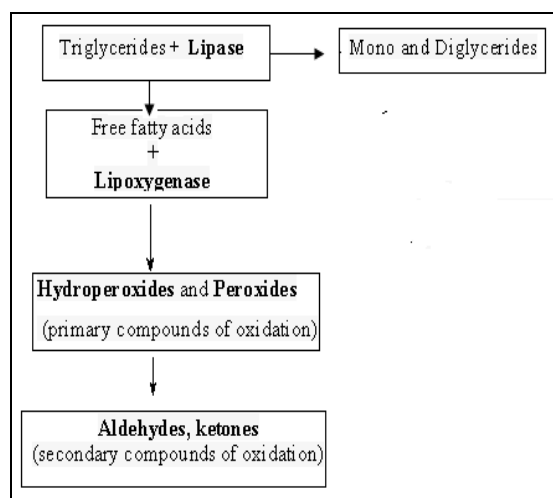 Triglycerides + Lipase
Mono and Diglycerides
Free fatty acids
+
Lipoxygenase
Hydroperoxides and Peroxides
(primary compounds of oxidation)
Aldehydes, ketones
(secondary compounds of oxidation)